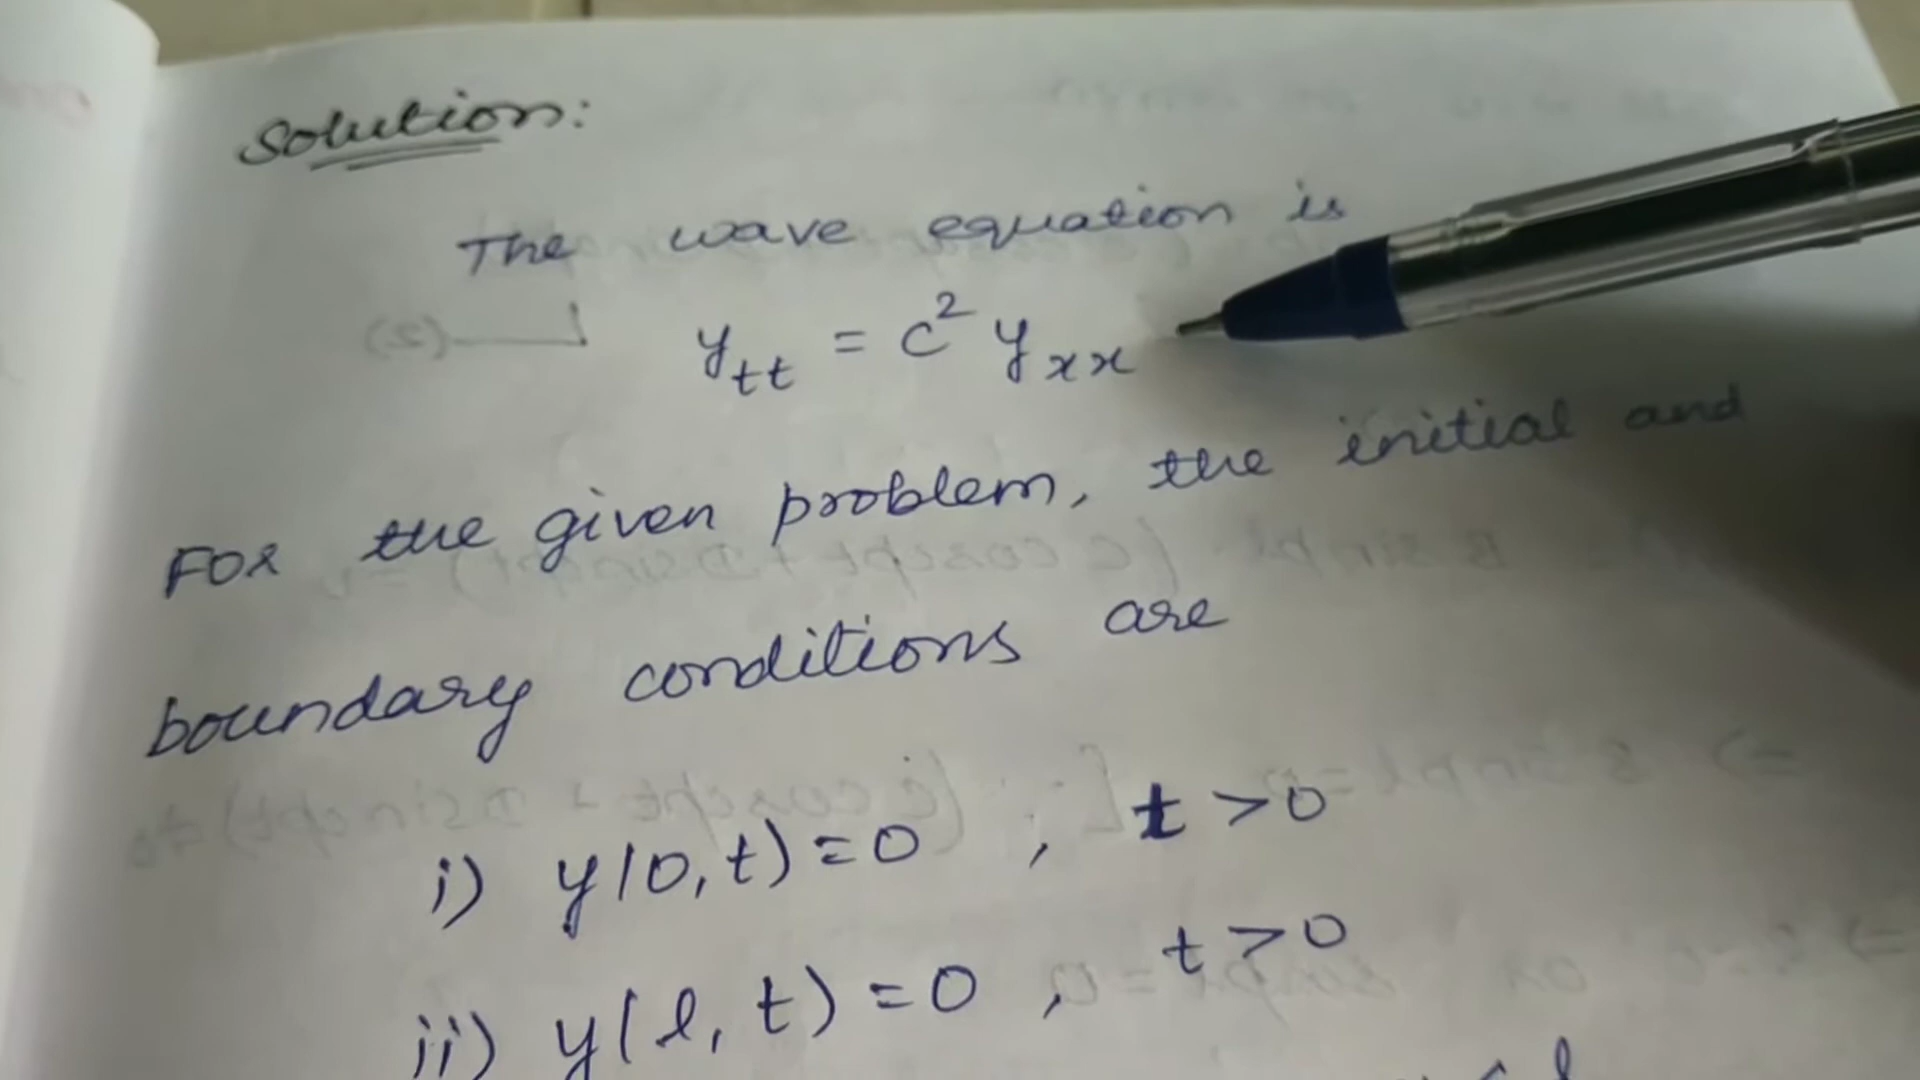 Solution:
The wave equation is
y_tt = c² y_xx
For the given problem, the initial and
boundary conditions are
i) y(0,t)=0 , t>0
ii) y(l,t)=0 , t>0